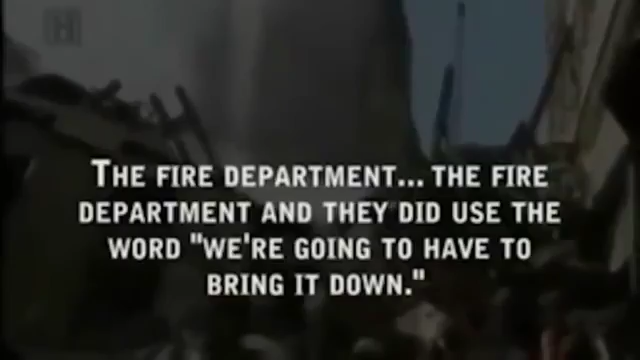 THE FIRE DEPARTMENT... THE FIRE
DEPARTMENT AND THEY DID USE THE
WORD "WE'RE GOING TO HAVE TO
BRING IT DOWN."